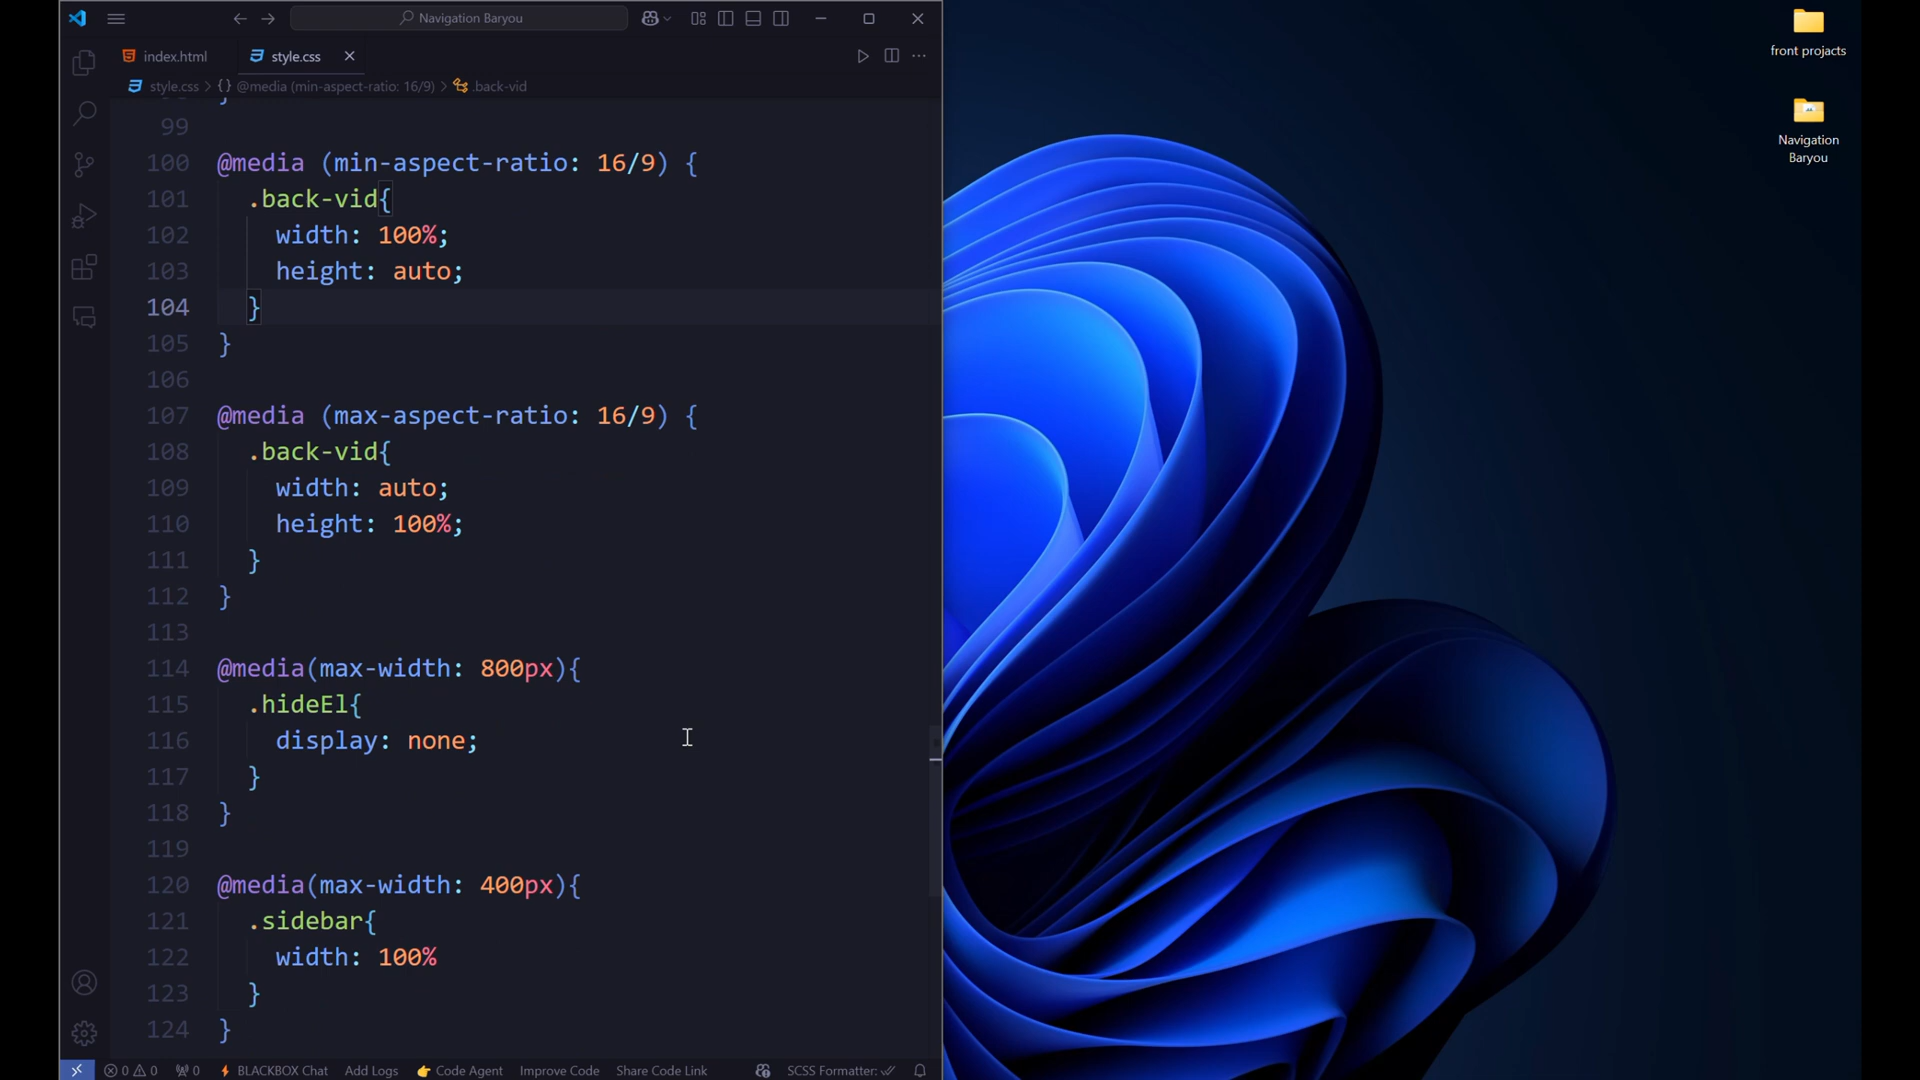 Navigation Baryou
index.html
style.css
style.css > {} @media (min-aspect-ratio: 16/9) > .back-vid
99
100 @media (min-aspect-ratio: 16/9) {
101 .back-vid{
102 width: 100%;
103 height: auto;
104 }
105 }
106
107 @media (max-aspect-ratio: 16/9) {
108 .back-vid{
109 width: auto;
110 height: 100%;
111 }
112 }
113
114 @media(max-width: 800px){
115 .hideEl{
116 display: none;
117 }
118 }
119
120 @media(max-width: 400px){
121 .sidebar{
122 width: 100%
123 }
124 }
0 0 0 BLACKBOX Chat Add Logs 👉 Code Agent Improve Code Share Code Link SCSS Formatter:
front projacts
Navigation
Baryou